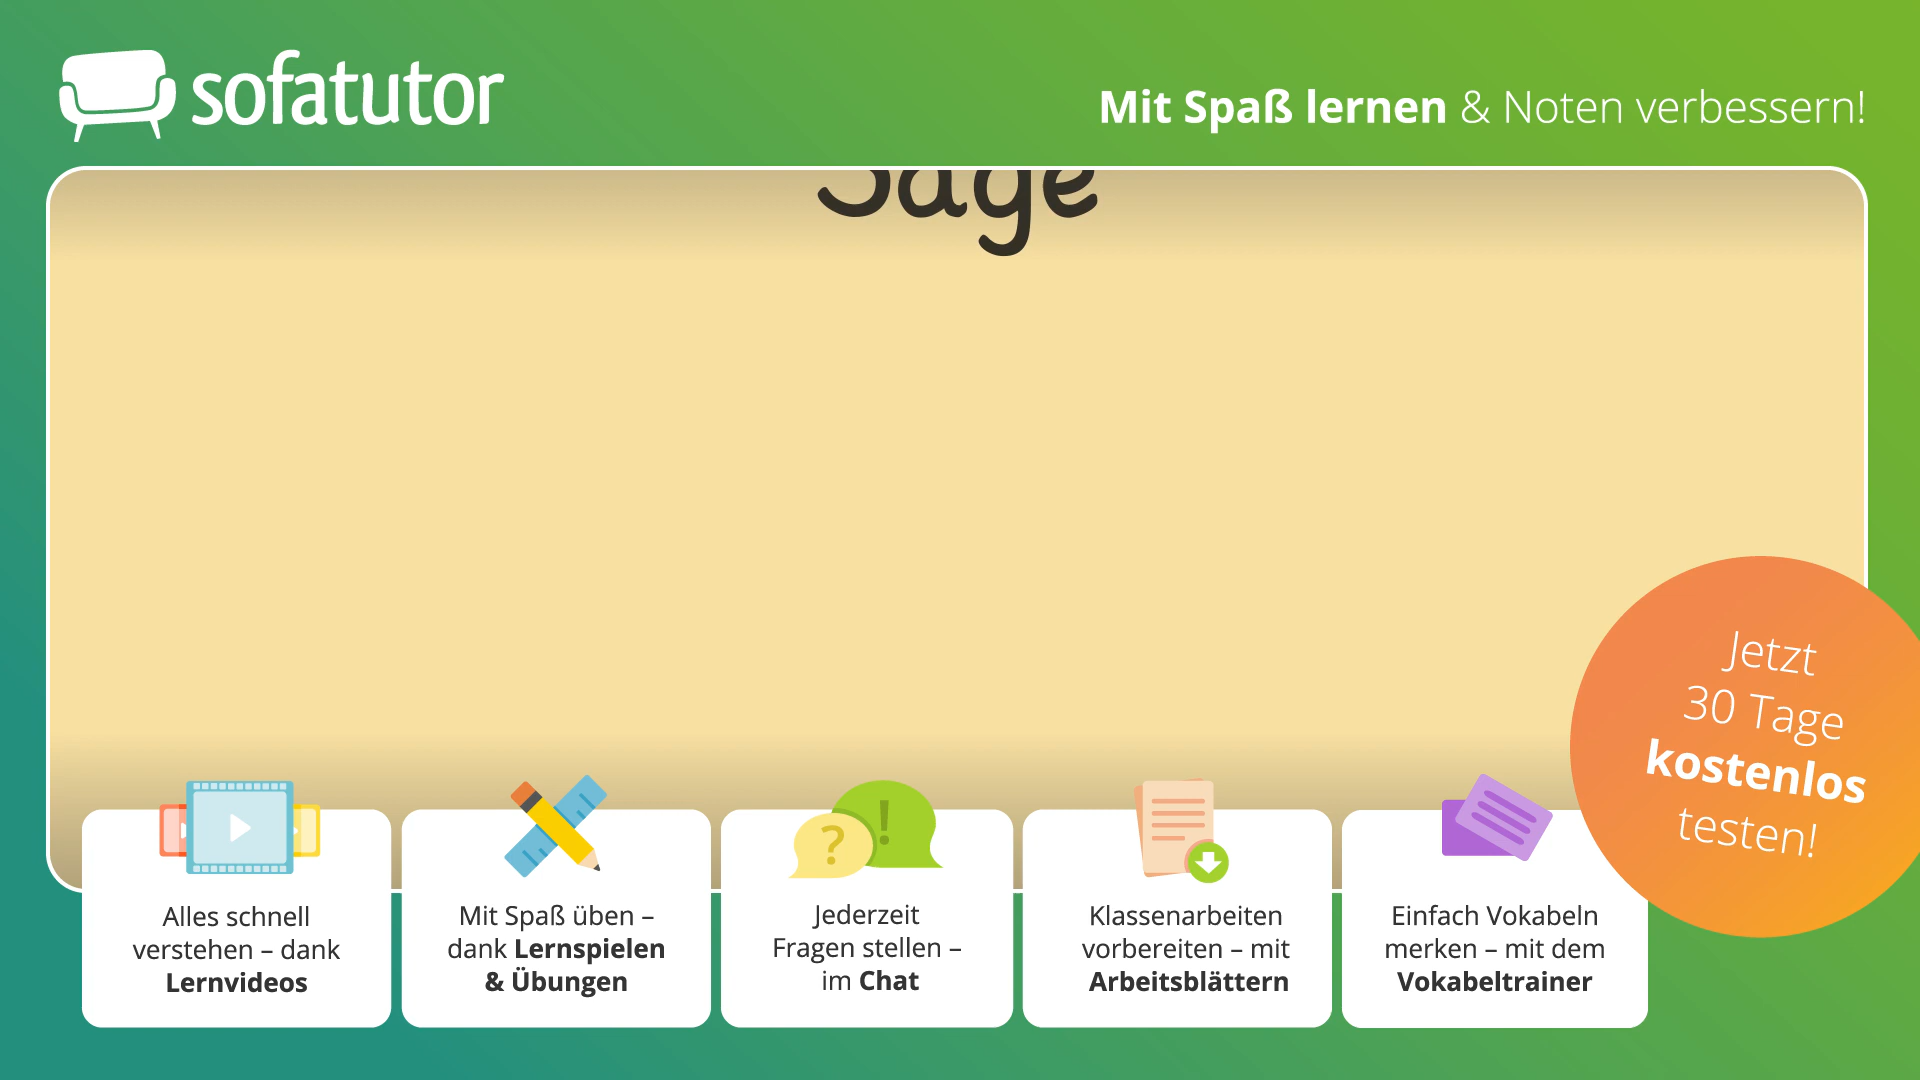 sofatutor
Mit Spaß lernen & Noten verbessern!
Sage
Jetzt
30 Tage
kostenlos
testen!
Alles schnell
verstehen – dank
Lernvideos
Mit Spaß üben –
dank Lernspielen
& Übungen
?
!
Jederzeit
Fragen stellen –
im Chat
Klassenarbeiten
vorbereiten – mit
Arbeitsblättern
Einfach Vokabeln
merken – mit dem
Vokabeltrainer